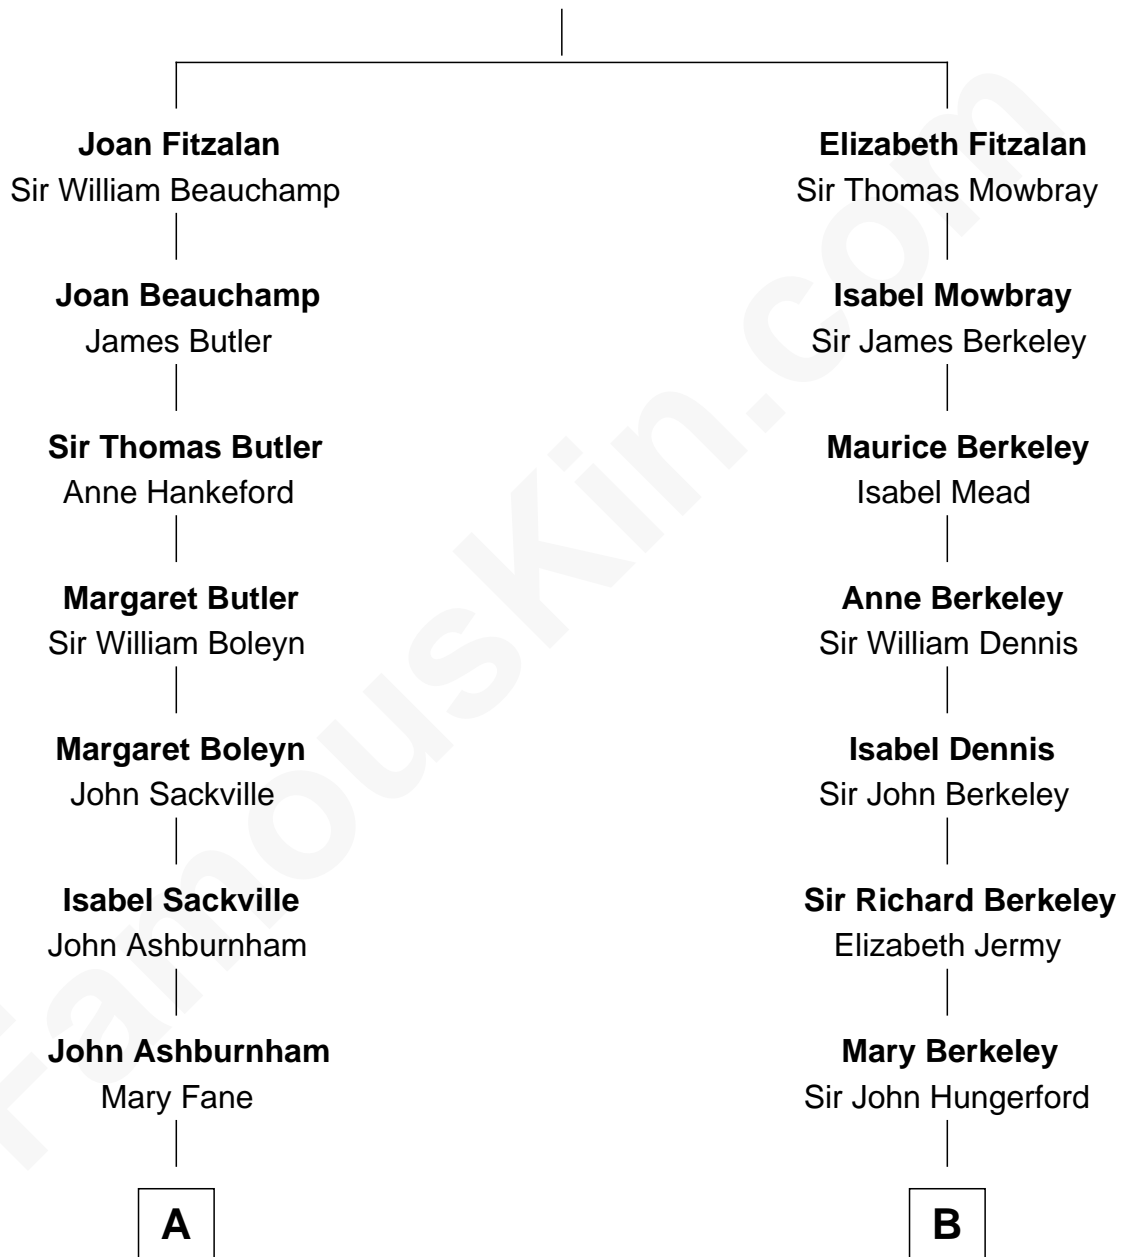 Joan Fitzalan
Sir William Beauchamp
Joan Beauchamp
James Butler
Sir Thomas Butler
Anne Hankeford
Margaret Butler
Sir William Boleyn
Margaret Boleyn
John Sackville
Isabel Sackville
John Ashburnham
John Ashburnham
Mary Fane
A
Elizabeth Fitzalan
Sir Thomas Mowbray
Isabel Mowbray
Sir James Berkeley
Maurice Berkeley
Isabel Mead
Anne Berkeley
Sir William Dennis
Isabel Dennis
Sir John Berkeley
Sir Richard Berkeley
Elizabeth Jermy
Mary Berkeley
Sir John Hungerford
B
FamousKin.com